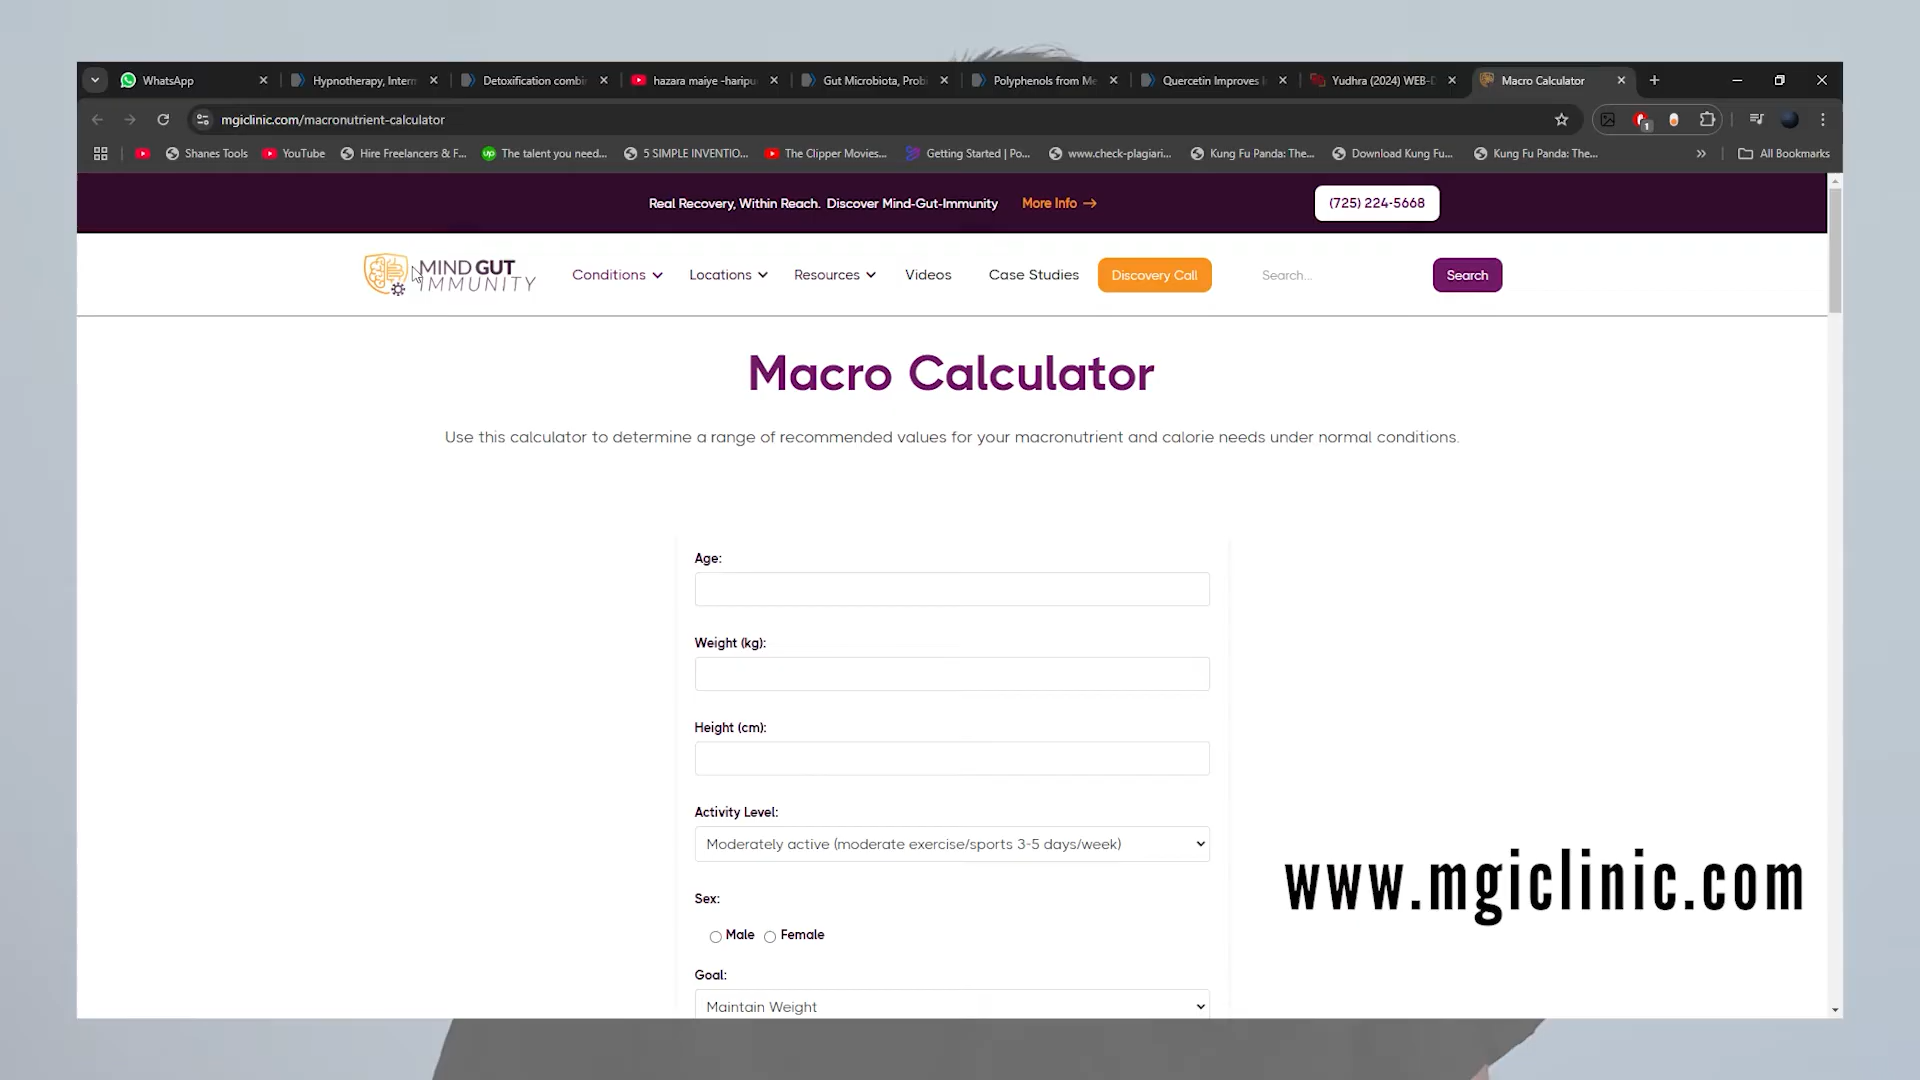 WhatsApp
Hypnotherapy, Interm
Detoxification combi
hazara maiye -haripu
Gut Microbiota, Prob
Polyphenols from Me
Quercetin Improves
Yudhra (2024) WEB-D
Macro Calculator
mgiclinic.com/macronutrient-calculator
1
Shanes Tools
YouTube
Hire Freelancers & F...
up The talent you need...
5 SIMPLE INVENTIO...
The Clipper Movies...
Getting Started | Po...
www.check-plagiari...
Kung Fu Panda: The...
Download Kung Fu...
Kung Fu Panda: The...
All Bookmarks
Real Recovery, Within Reach. Discover Mind-Gut-Immunity More Info →
(725) 224-5668
MIND GUT
IMMUNITY
Conditions
Locations
Resources
Videos
Case Studies
Discovery Call
Search...
Search
Macro Calculator
Use this calculator to determine a range of recommended values for your macronutrient and calorie needs under normal conditions.
Age:
Weight (kg):
Height (cm):
Activity Level:
Moderately active (moderate exercise/sports 3-5 days/week)
Sex:
Male Female
Goal:
Maintain Weight
www.mgiclinic.com